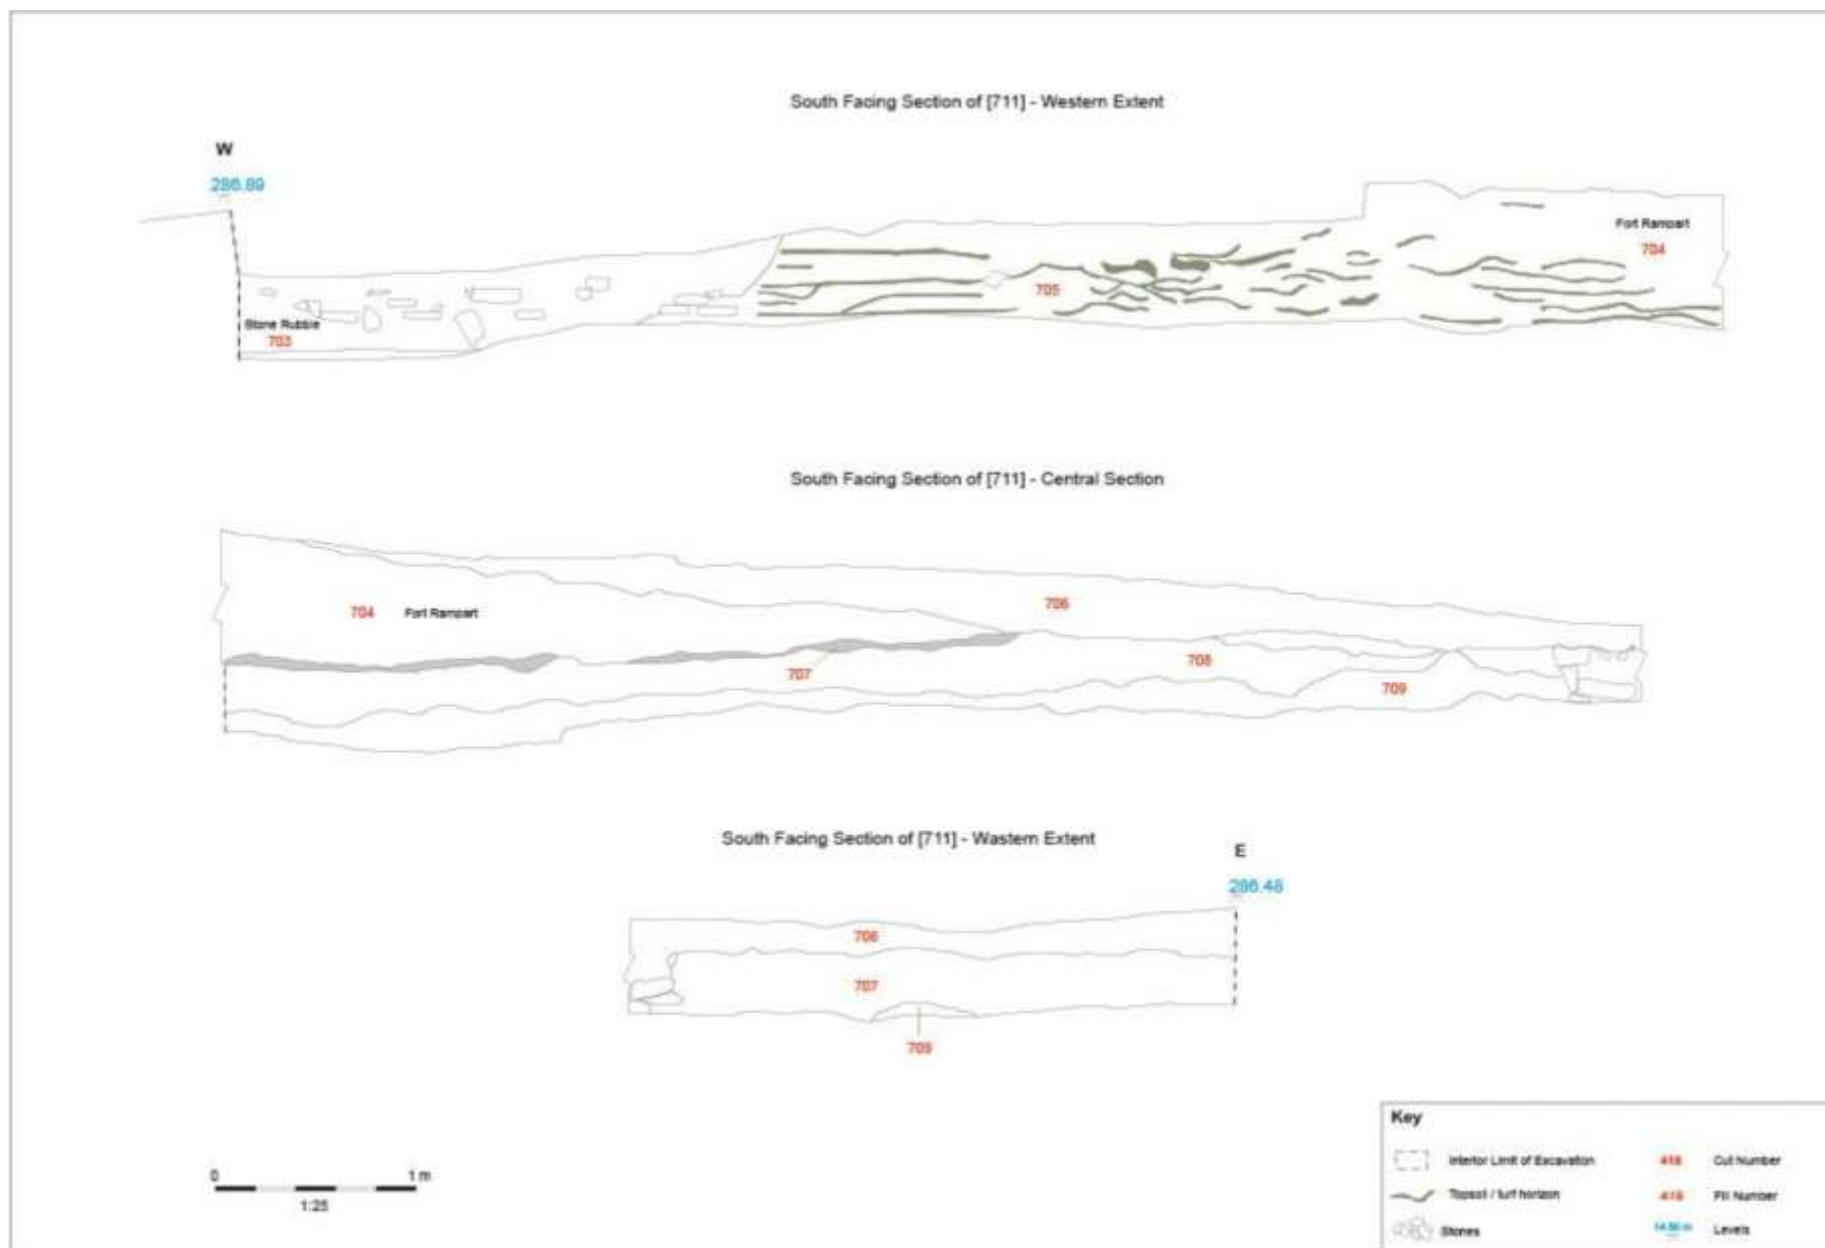 South Facing Section of [711] - Western Extent
W
286.89
Fort Rampart
704
705
Stone Rubble
703
South Facing Section of [711] - Central Section
706
704 Fort Rampart
707
708
709
South Facing Section of [711] - Wastern Extent
E
286.48
706
707
709
0 1 m
1:25
Key
Interior Limit of Excavation
418 Cut Number
Topsoil / turf horizon
418 Fill Number
Stones
Levels